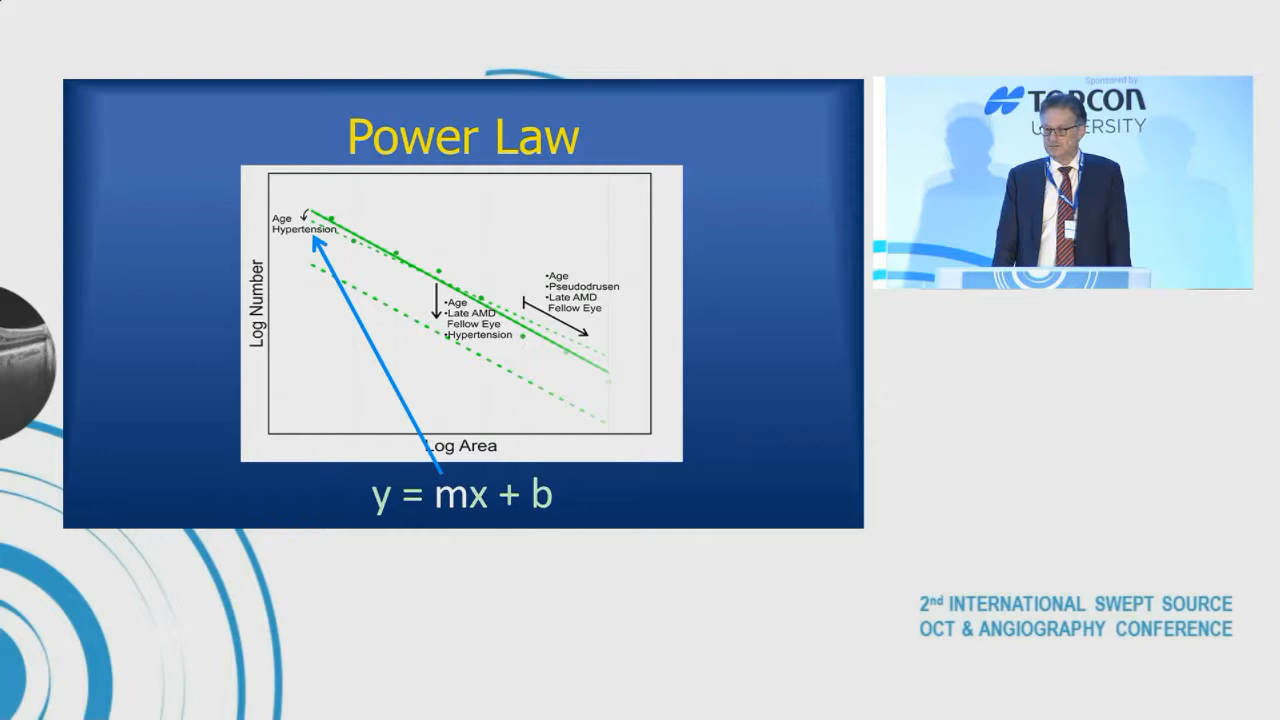 Power Law
Age
Hypertension
•Age
•Pseudodrusen
•Late AMD
Fellow Eye
•Age
•Late AMD
Fellow Eye
•Hypertension
Log Number
Log Area
y = mx + b
Sponsored by
TOPCON
UNIVERSITY
2nd INTERNATIONAL SWEPT SOURCE
OCT & ANGIOGRAPHY CONFERENCE